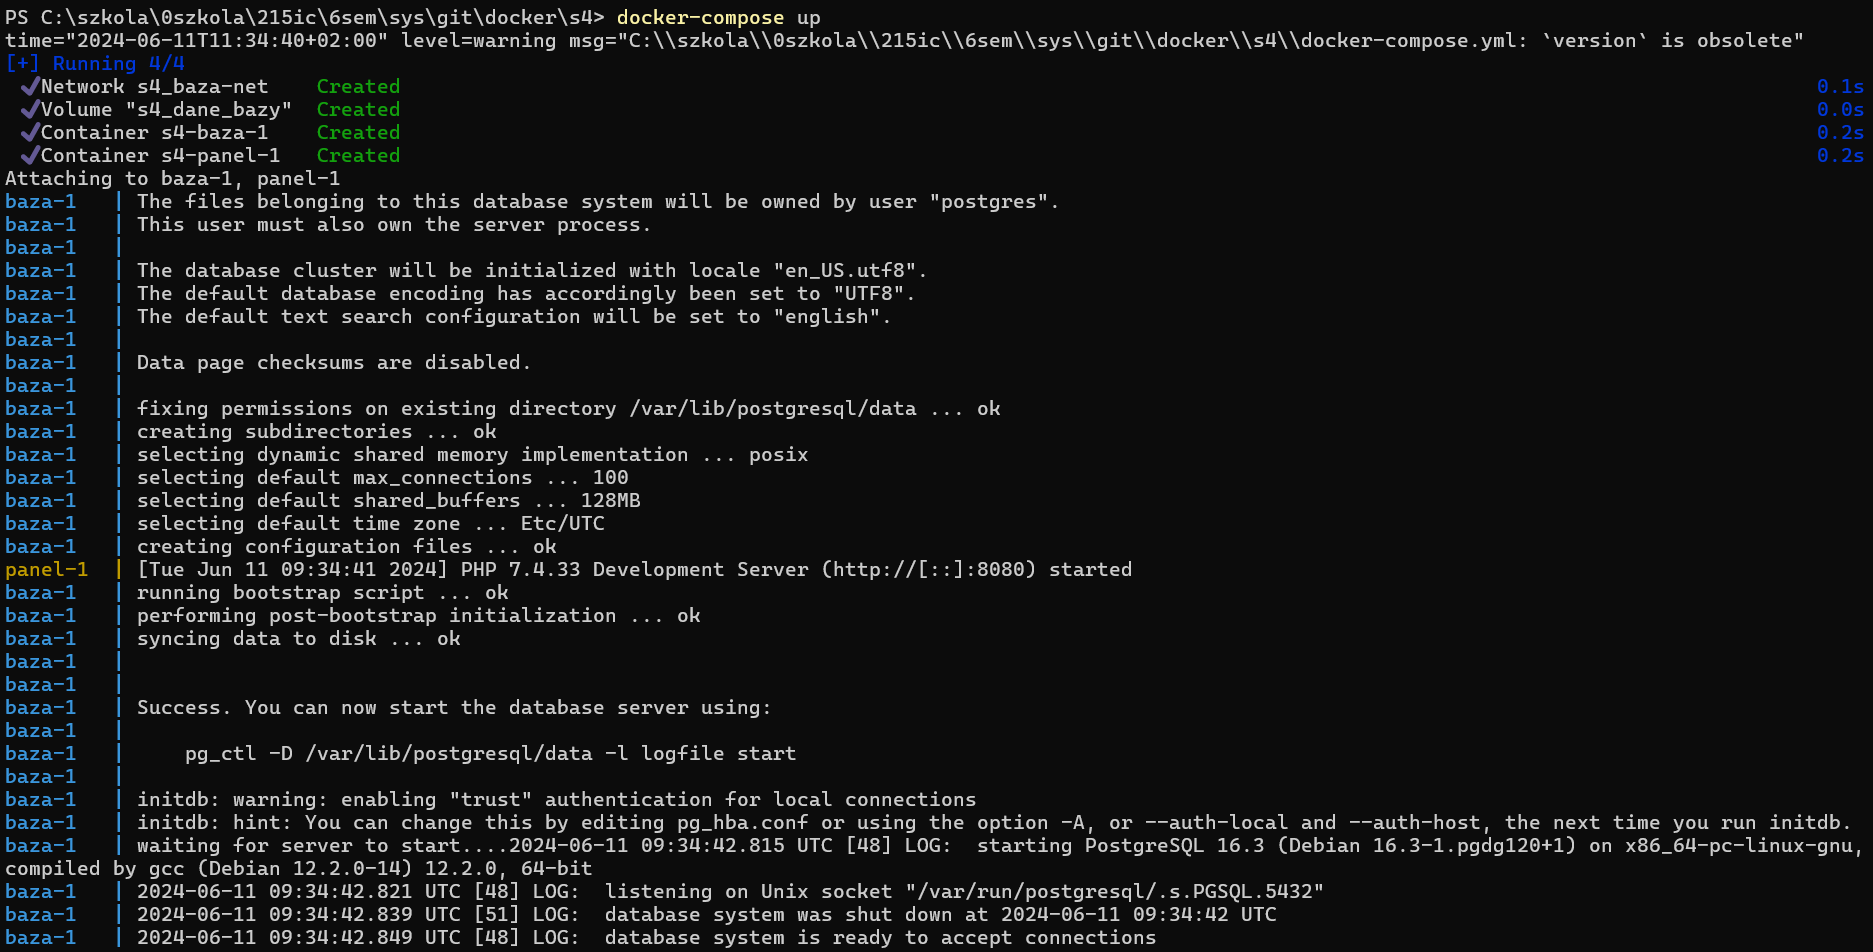 PS C:\szkola\0szkola\215ic\6sem\sys\git\docker\s4> docker-compose up
time="2024-06-11T11:34:40+02:00" level=warning msg="C:\\szkola\\0szkola\\215ic\\6sem\\sys\\git\\docker\\s4\\docker-compose.yml: `version` is obsolete"
[+] Running 4/4
✔Network s4_baza-net    Created 0.1s
✔Volume "s4_dane_bazy"  Created 0.0s
✔Container s4-baza-1    Created 0.2s
✔Container s4-panel-1   Created 0.2s
Attaching to baza-1, panel-1
baza-1   | The files belonging to this database system will be owned by user "postgres".
baza-1   | This user must also own the server process.
baza-1   |
baza-1   | The database cluster will be initialized with locale "en_US.utf8".
baza-1   | The default database encoding has accordingly been set to "UTF8".
baza-1   | The default text search configuration will be set to "english".
baza-1   |
baza-1   | Data page checksums are disabled.
baza-1   |
baza-1   | fixing permissions on existing directory /var/lib/postgresql/data ... ok
baza-1   | creating subdirectories ... ok
baza-1   | selecting dynamic shared memory implementation ... posix
baza-1   | selecting default max_connections ... 100
baza-1   | selecting default shared_buffers ... 128MB
baza-1   | selecting default time zone ... Etc/UTC
baza-1   | creating configuration files ... ok
panel-1  | [Tue Jun 11 09:34:41 2024] PHP 7.4.33 Development Server (http://[::]:8080) started
baza-1   | running bootstrap script ... ok
baza-1   | performing post-bootstrap initialization ... ok
baza-1   | syncing data to disk ... ok
baza-1   |
baza-1   |
baza-1   | Success. You can now start the database server using:
baza-1   |
baza-1   |     pg_ctl -D /var/lib/postgresql/data -l logfile start
baza-1   |
baza-1   | initdb: warning: enabling "trust" authentication for local connections
baza-1   | initdb: hint: You can change this by editing pg_hba.conf or using the option -A, or --auth-local and --auth-host, the next time you run initdb.
baza-1   | waiting for server to start....2024-06-11 09:34:42.815 UTC [48] LOG:  starting PostgreSQL 16.3 (Debian 16.3-1.pgdg120+1) on x86_64-pc-linux-gnu,
compiled by gcc (Debian 12.2.0-14) 12.2.0, 64-bit
baza-1   | 2024-06-11 09:34:42.821 UTC [48] LOG:  listening on Unix socket "/var/run/postgresql/.s.PGSQL.5432"
baza-1   | 2024-06-11 09:34:42.839 UTC [51] LOG:  database system was shut down at 2024-06-11 09:34:42 UTC
baza-1   | 2024-06-11 09:34:42.849 UTC [48] LOG:  database system is ready to accept connections